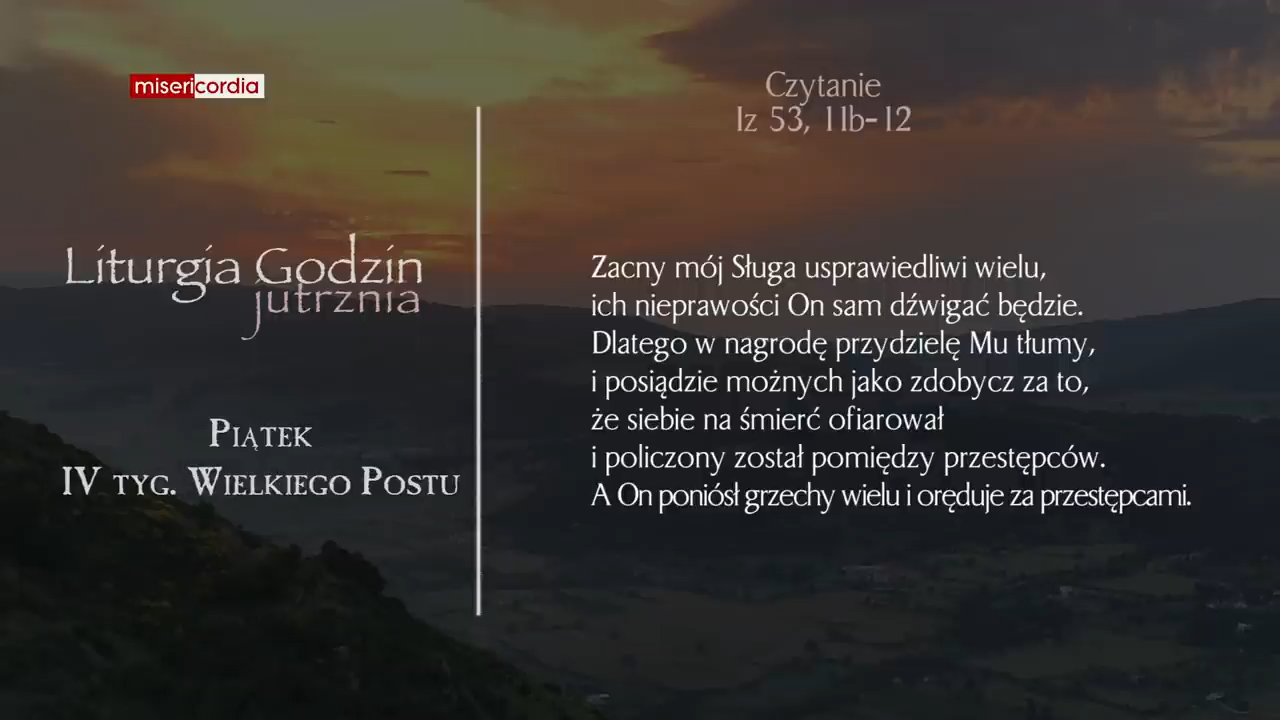 misericordia
Czytanie
Iz 53, 11b-12
Liturgia Godzin
jutrznia
Piątek
IV tyg. Wielkiego Postu
Zacny mój Sługa usprawiedliwi wielu,
ich nieprawości On sam dźwigać będzie.
Dlatego w nagrodę przydzielę Mu tłumy,
i posiądzie możnych jako zdobycz za to,
że siebie na śmierć ofiarował
i policzony został pomiędzy przestępców.
A On poniósł grzechy wielu i oręduje za przestępcami.